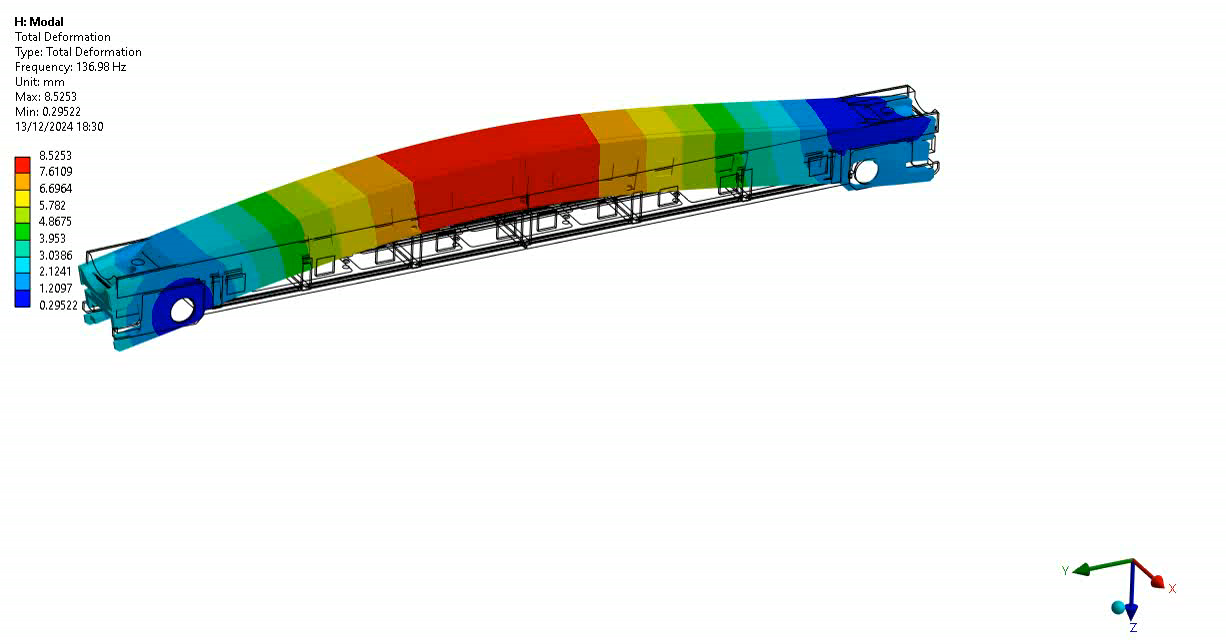 H: Modal
Total Deformation
Type: Total Deformation
Frequency: 136.98 Hz
Unit: mm
Max: 8.5253
Min: 0.29522
13/12/2024 18:30
8.5253
7.6109
6.6964
5.782
4.8675
3.953
3.0386
2.1241
1.2097
0.29522
Y
X
Z